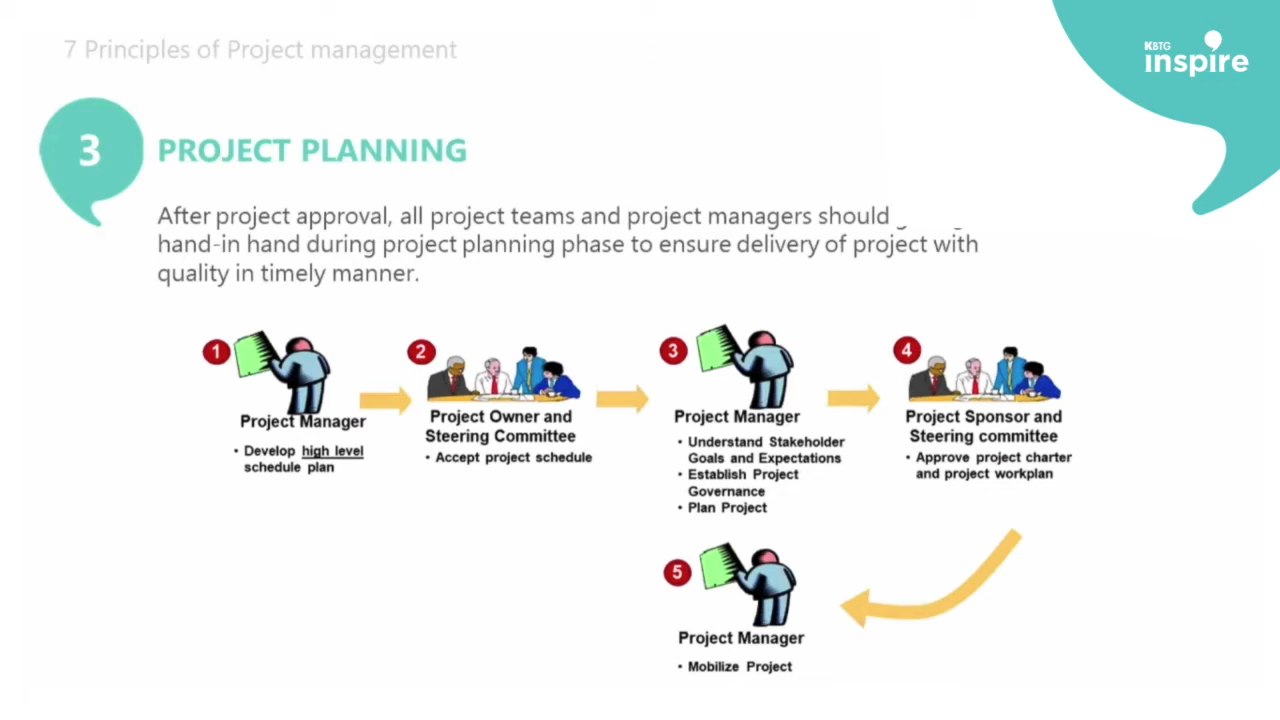 7 Principles of Project management
KBTG
inspire
3
PROJECT PLANNING
After project approval, all project teams and project managers should
hand-in hand during project planning phase to ensure delivery of project with
quality in timely manner.
1
Project Manager
• Develop high level
schedule plan
2
Project Owner and
Steering Committee
• Accept project schedule
3
Project Manager
• Understand Stakeholder
Goals and Expectations
• Establish Project
Governance
• Plan Project
4
Project Sponsor and
Steering committee
• Approve project charter
and project workplan
5
Project Manager
• Mobilize Project